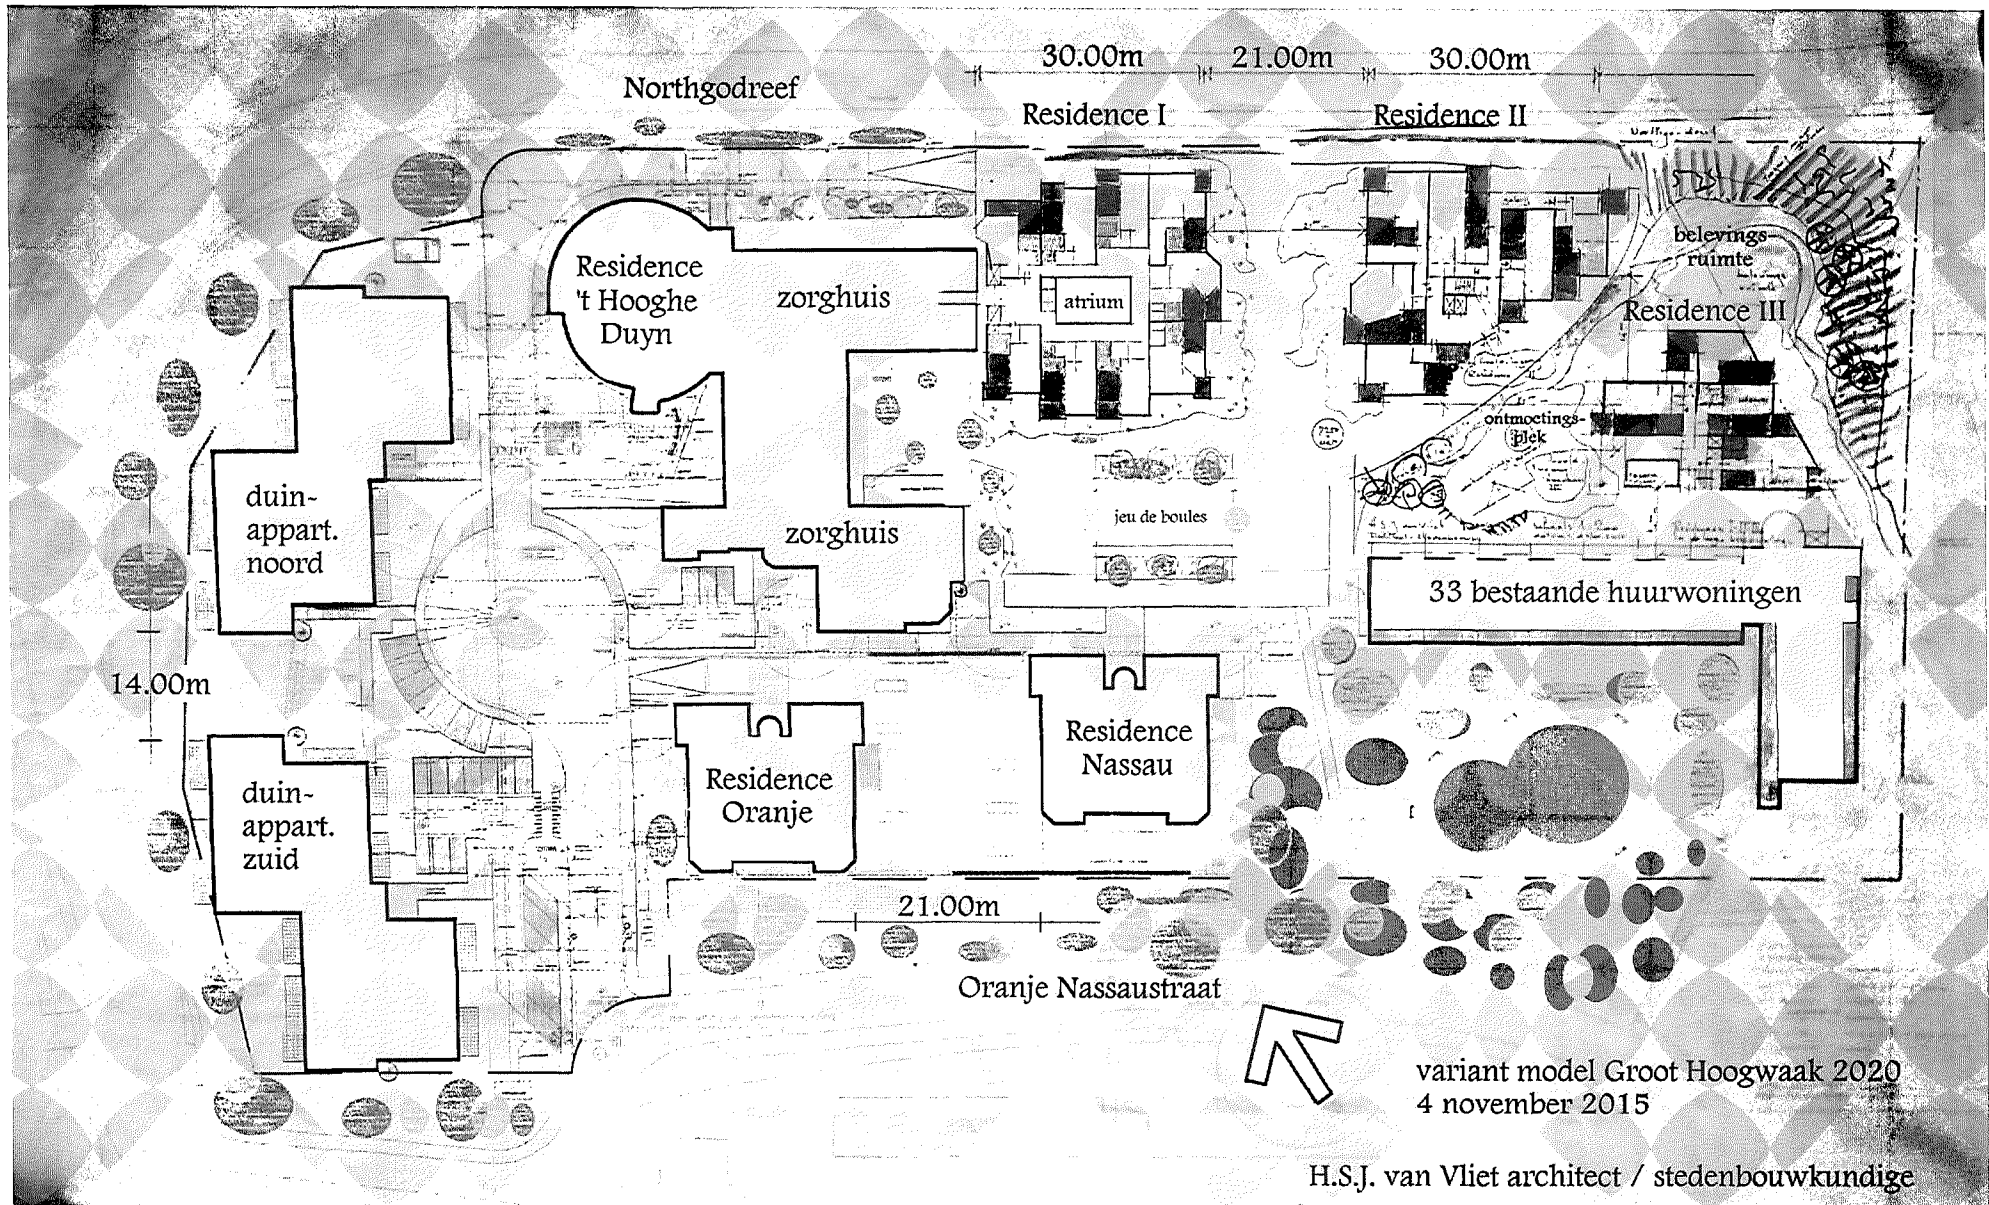 30.00m 21.00m 30.00m
Northgodreef
Residence I
Residence II
Residence
't Hooghe
Duyn
zorghuis
atrium
belevings-
ruimte
Residence III
ontmoctings-
plek
duin-
appart.
noord
zorghuis
jeu de boules
33 bestaande huurwoningen
14.00m
Residence
Nassau
Residence
Oranje
duin-
appart.
zuid
21.00m
Oranje Nassaustraat
variant model Groot Hoogwaak 2020
4 november 2015
H.S.J. van Vliet architect / stedenbouwkundige